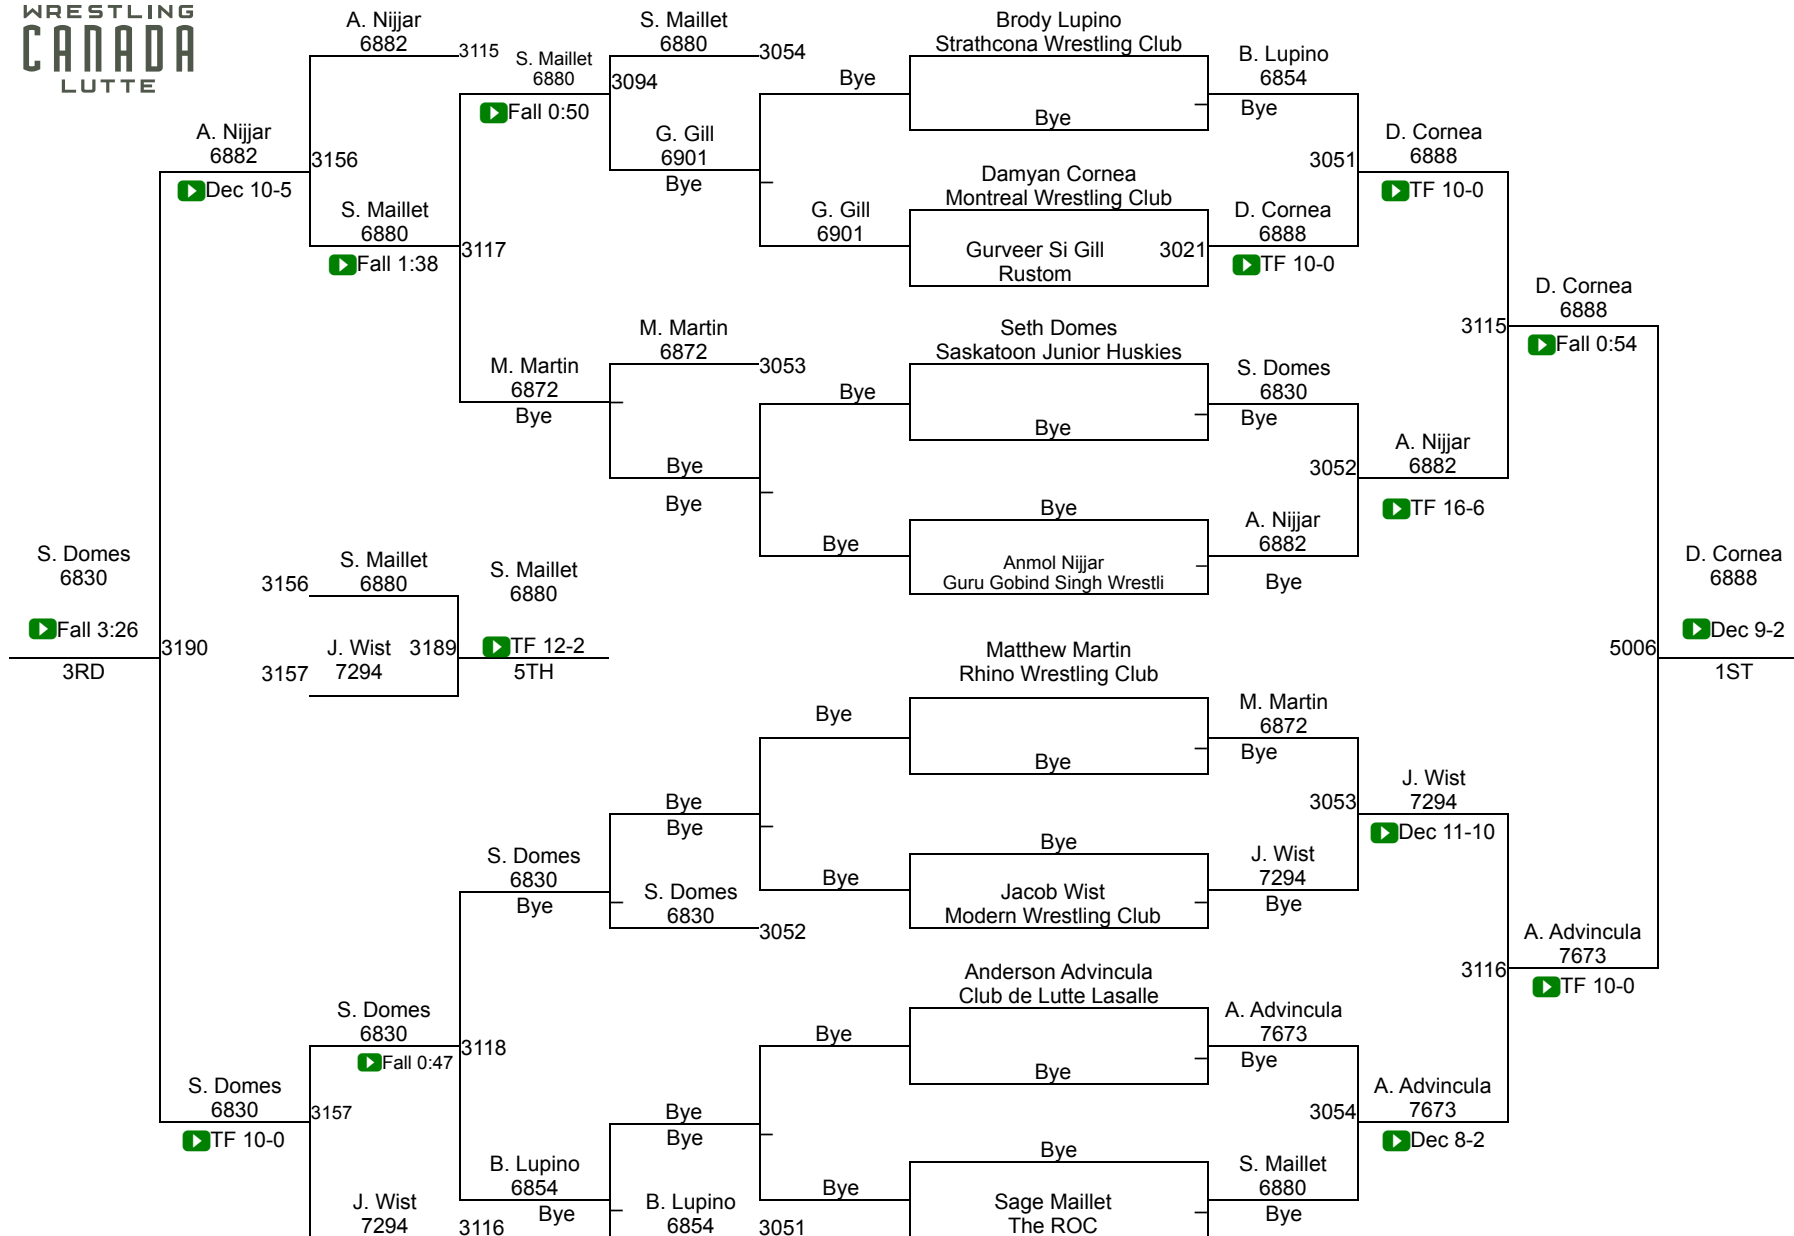 WRESTLING
CANADA
LUTTE
A. Nijjar
6882
3115
S. Maillet
6880
Fall 0:50
S. Maillet
6880
3054
3094
G. Gill
6901
Bye
A. Nijjar
6882
3156
Dec 10-5
S. Maillet
6880
Fall 1:38
3117
M. Martin
6872
Bye
M. Martin
6872
3053
Bye
Bye
Bye
G. Gill
6901
Bye
Bye
Brody Lupino
Strathcona Wrestling Club
Bye
B. Lupino
6854
Bye
Damyan Cornea
Montreal Wrestling Club
Gurveer Si Gill
Rustom
3021
D. Cornea
6888
TF 10-0
3051
D. Cornea
6888
TF 10-0
Seth Domes
Saskatoon Junior Huskies
Bye
S. Domes
6830
Bye
3052
Bye
Anmol Nijjar
Guru Gobind Singh Wrestli
A. Nijjar
6882
Bye
A. Nijjar
6882
TF 16-6
3115
D. Cornea
6888
Fall 0:54
S. Domes
6830
Fall 3:26
3RD
3190
3156
S. Maillet
6880
3157
J. Wist
7294
3189
S. Maillet
6880
TF 12-2
5TH
5006
D. Cornea
6888
Dec 9-2
1ST
Matthew Martin
Rhino Wrestling Club
Bye
Bye
M. Martin
6872
Bye
3053
J. Wist
7294
Dec 11-10
Bye
Bye
Bye
Bye
Jacob Wist
Modern Wrestling Club
J. Wist
7294
Bye
S. Domes
6830
Bye
S. Domes
6830
3052
3116
A. Advincula
7673
TF 10-0
Anderson Advincula
Club de Lutte Lasalle
Bye
Bye
A. Advincula
7673
Bye
S. Domes
6830
Fall 0:47
3118
S. Domes
6830
TF 10-0
3157
Bye
Bye
3054
A. Advincula
7673
Dec 8-2
B. Lupino
6854
Bye
B. Lupino
6854
3051
Bye
Bye
Sage Maillet
The ROC
S. Maillet
6880
Bye
J. Wist
7294
3116